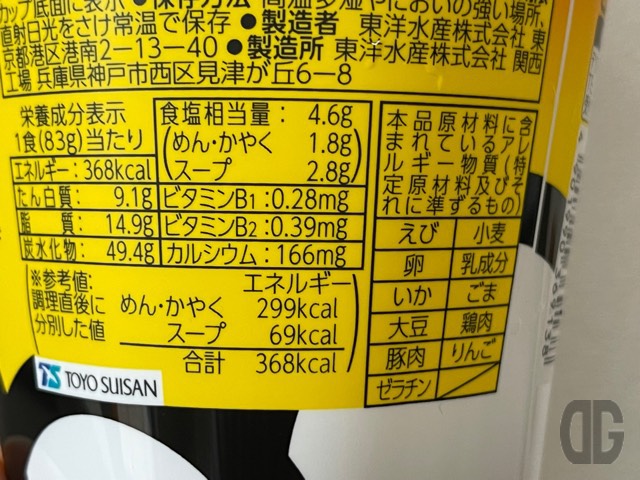 カップ底面に表示●保存方法 高温多湿やにおいの強い場所、
直射日光をさけ常温で保存●製造者 東洋水産株式会社 東
京都港区港南2-13-40●製造所 東洋水産株式会社 関西
工場 兵庫県神戸市西区見津が丘6-8
栄養成分表示
1食(83g)当たり
エネルギー:368kcal
たん白質: 9.1g
脂 質: 14.9g
炭水化物: 49.4g
食塩相当量: 4.6g
(めん・かやく 1.8g
スープ 2.8g)
ビタミンB1:0.28mg
ビタミンB2:0.39mg
カルシウム:166mg
※参考値:
調理直後に
分別した値
エネルギー
めん・かやく 299kcal
スープ 69kcal
合計 368kcal
本品原材料に含
まれているアレ
ルギー物質(特
定原材料及びそ
れに準ずるもの)
えび 小麦
卵 乳成分
いか ごま
大豆 鶏肉
豚肉 りんご
ゼラチン
TS TOYO SUISAN
DG